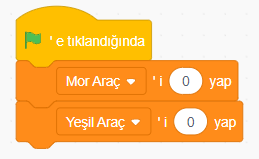 ' e tıklandığında
Mor Araç ' i 0 yap
Yeşil Araç ' i 0 yap